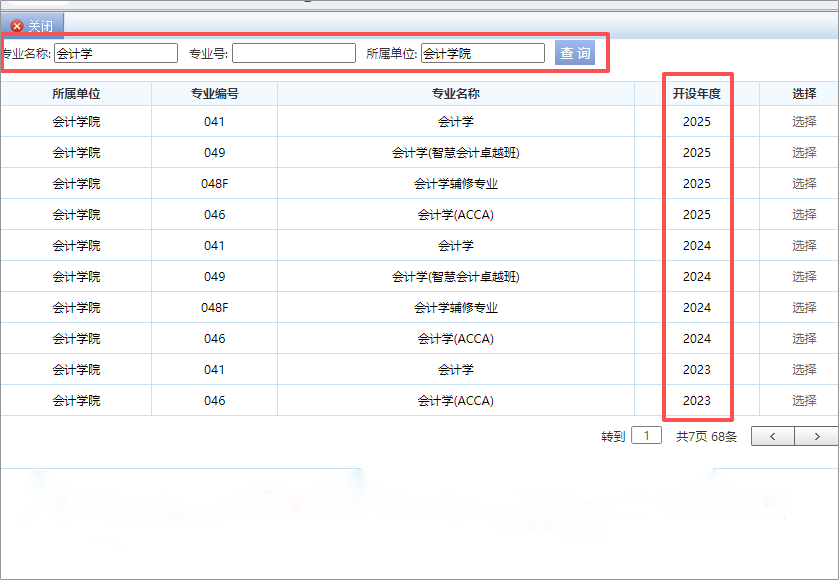 关闭
专业名称: 会计学 专业号: 所属单位: 会计学院 查 询
所属单位 专业编号 专业名称 开设年度 选择
会计学院 041 会计学 2025 选择
会计学院 049 会计学(智慧会计卓越班) 2025 选择
会计学院 048F 会计学辅修专业 2025 选择
会计学院 046 会计学(ACCA) 2025 选择
会计学院 041 会计学 2024 选择
会计学院 049 会计学(智慧会计卓越班) 2024 选择
会计学院 048F 会计学辅修专业 2024 选择
会计学院 046 会计学(ACCA) 2024 选择
会计学院 041 会计学 2023 选择
会计学院 046 会计学(ACCA) 2023 选择
转到 1 共7页 68条 < >